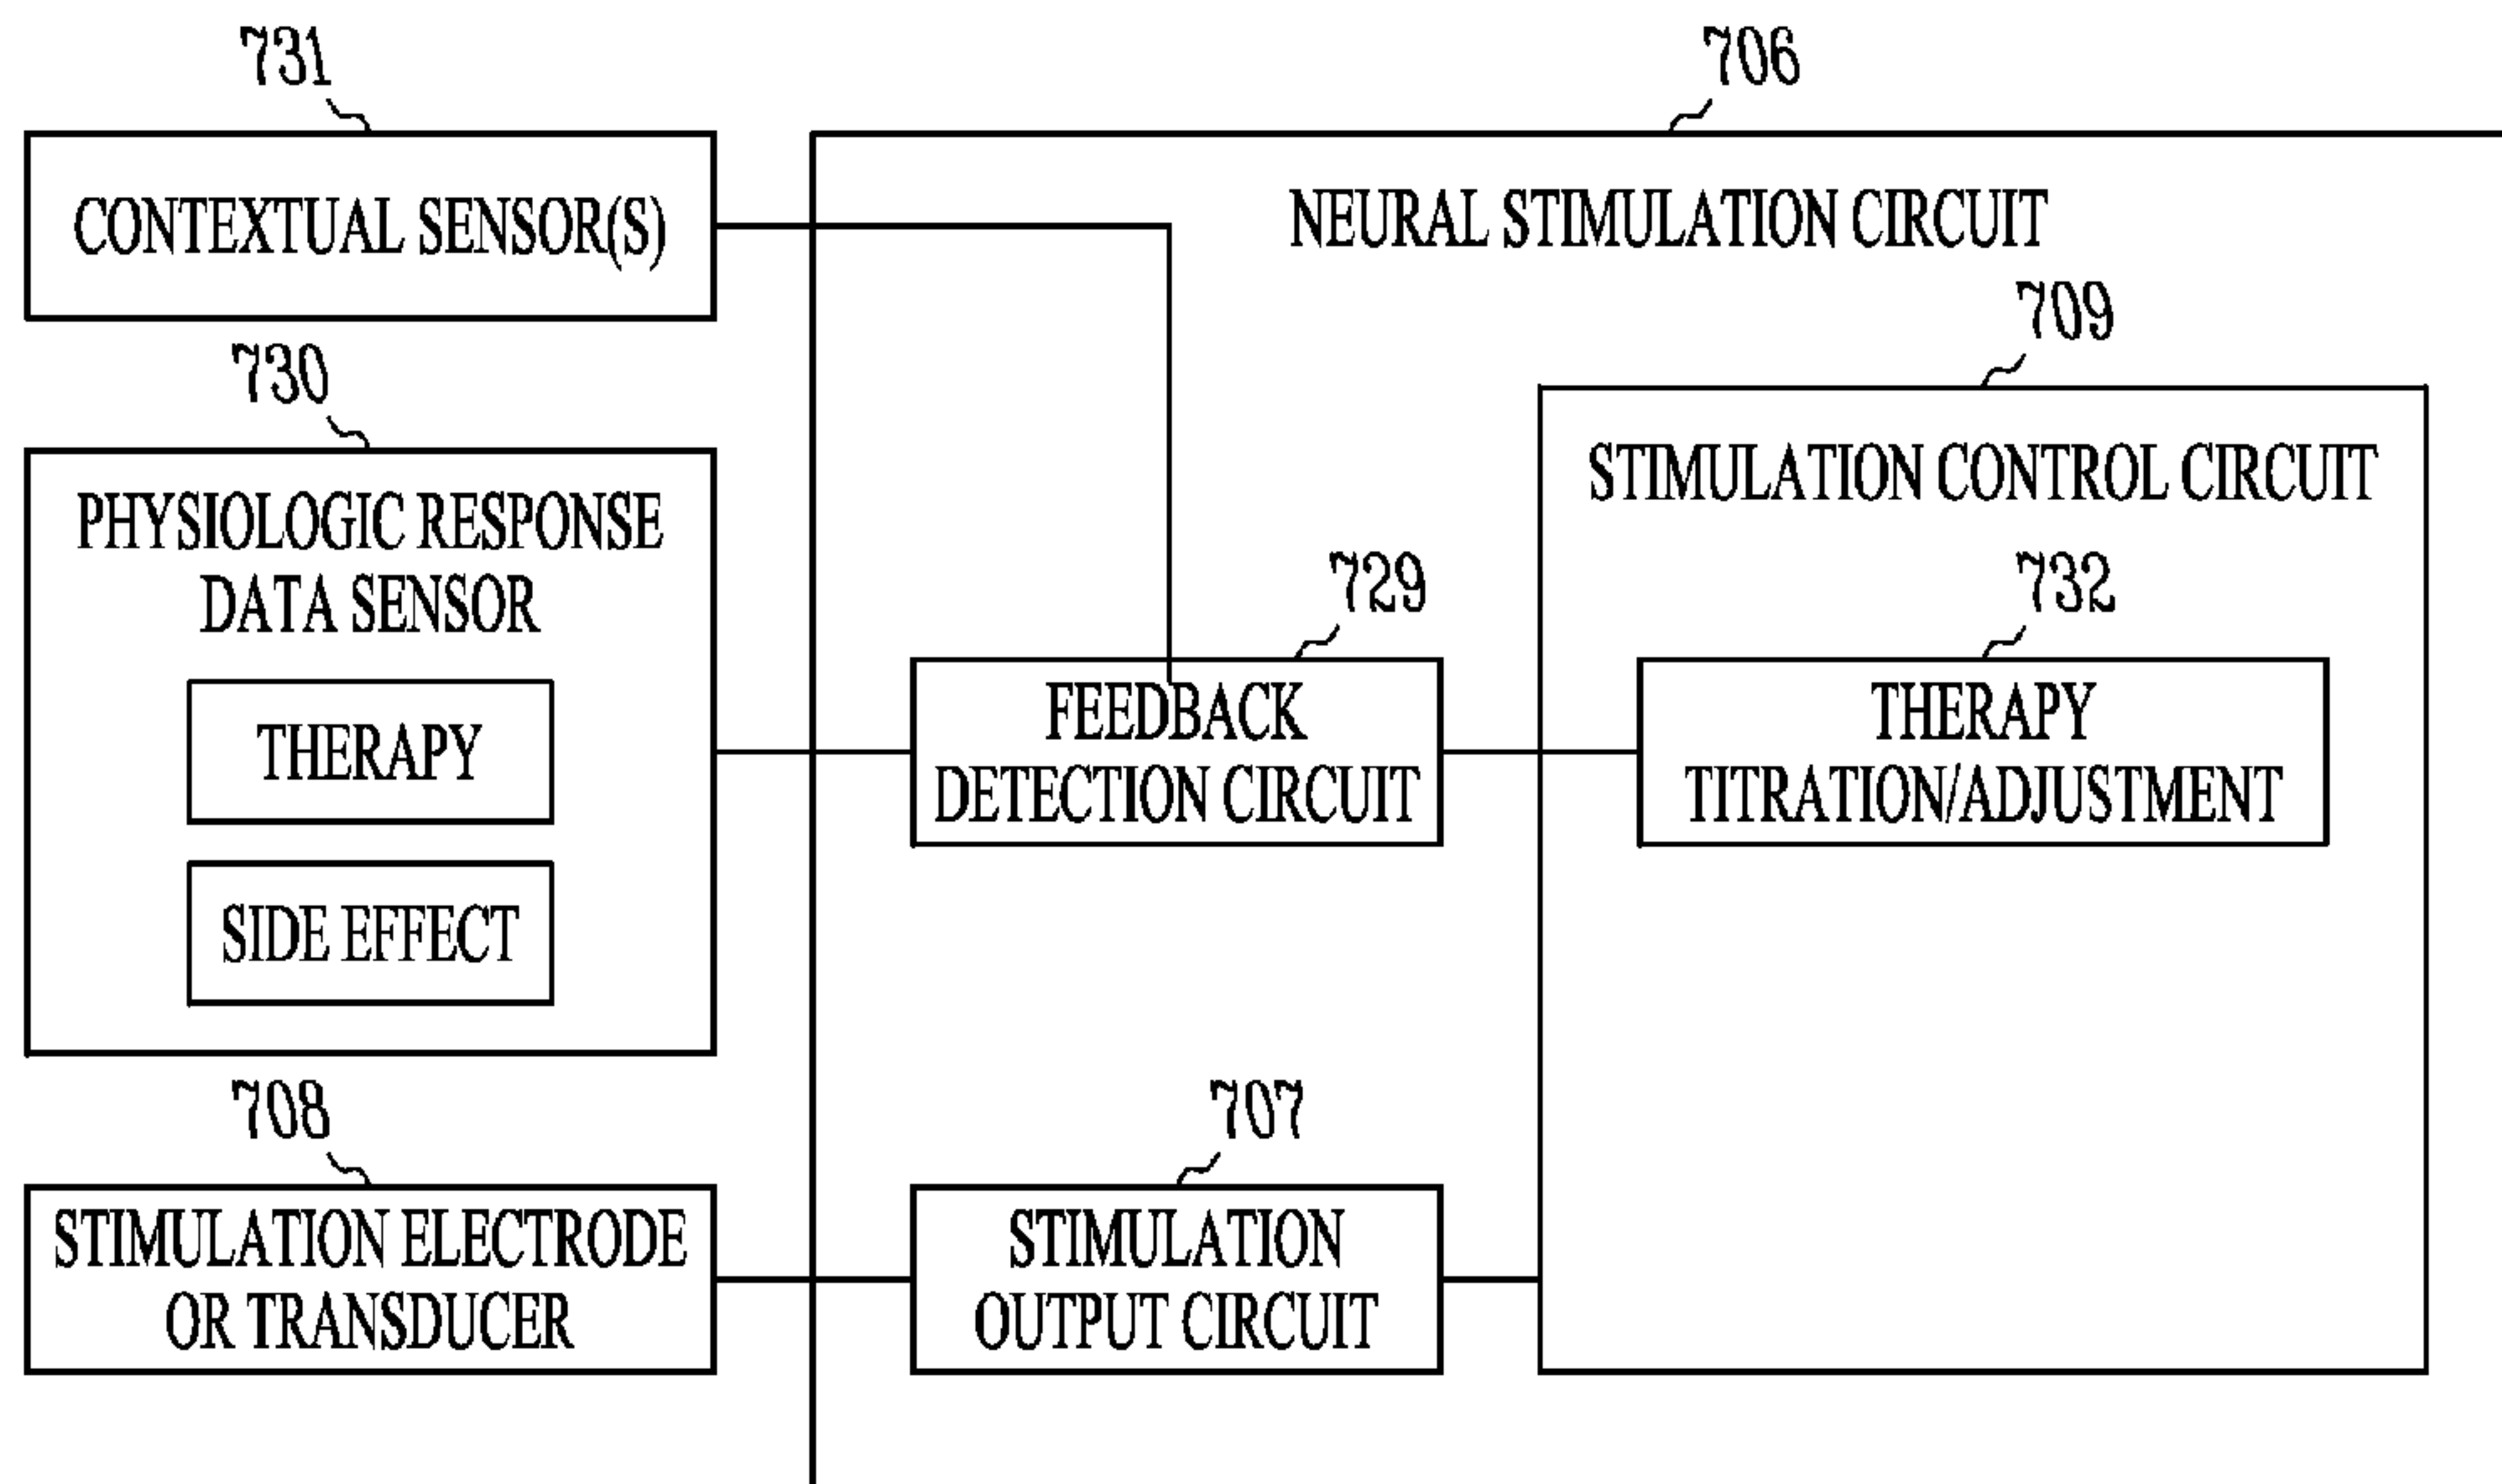 731
706
CONTEXTUAL SENSOR(S)
NEURAL STIMULATION CIRCUIT
709
730
STIMULATION CONTROL CIRCUIT
PHYSIOLOGIC RESPONSE
DATA SENSOR
729
732
THERAPY
FEEDBACK
DETECTION CIRCUIT
THERAPY
TITRATION/ADJUSTMENT
SIDE EFFECT
708
707
STIMULATION ELECTRODE
OR TRANSDUCER
STIMULATION
OUTPUT CIRCUIT